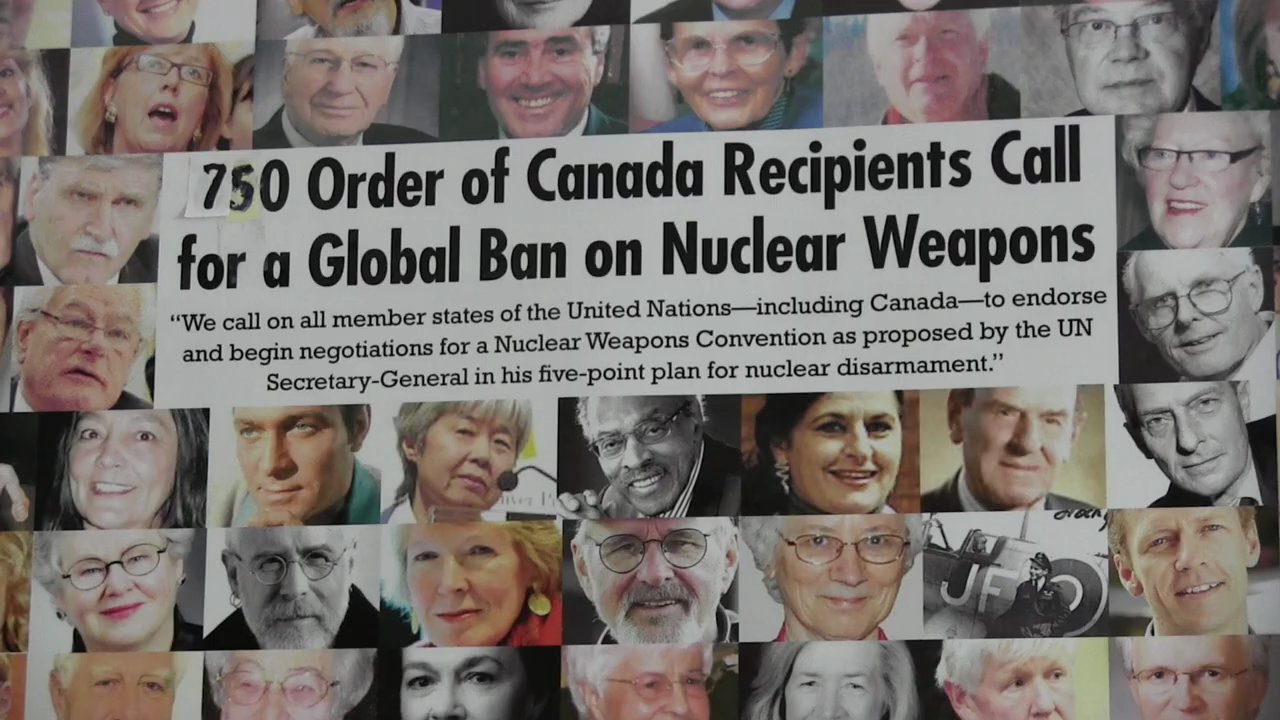 750 Order of Canada Recipients Call
for a Global Ban on Nuclear Weapons
“We call on all member states of the United Nations—including Canada—to endorse
and begin negotiations for a Nuclear Weapons Convention as proposed by the UN
Secretary-General in his five-point plan for nuclear disarmament.”
JF